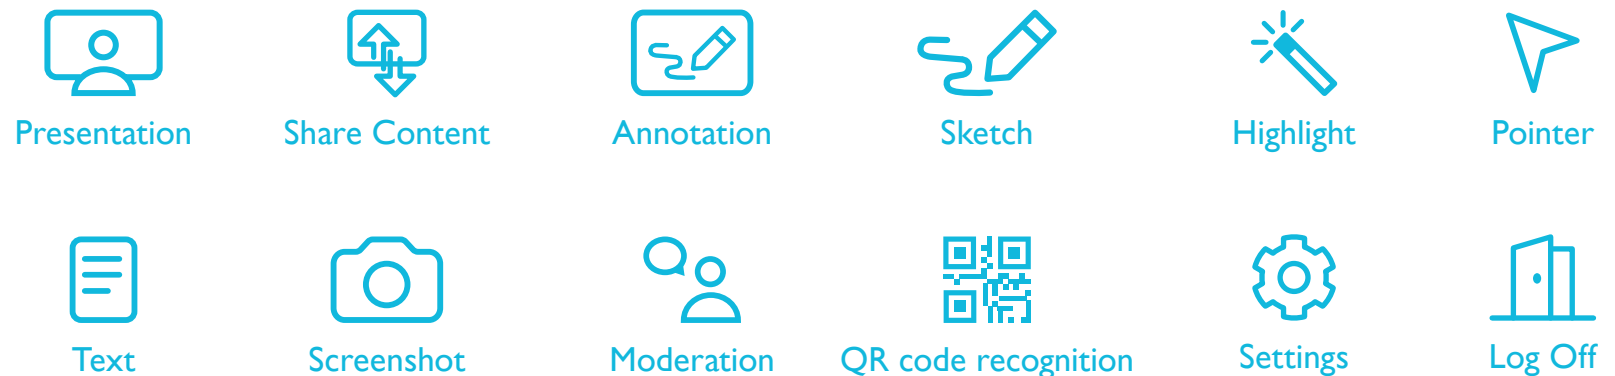 Presentation
Share Content
Annotation
Sketch
Highlight
Pointer
Text
Screenshot
Moderation
QR code recognition
Settings
Log Off